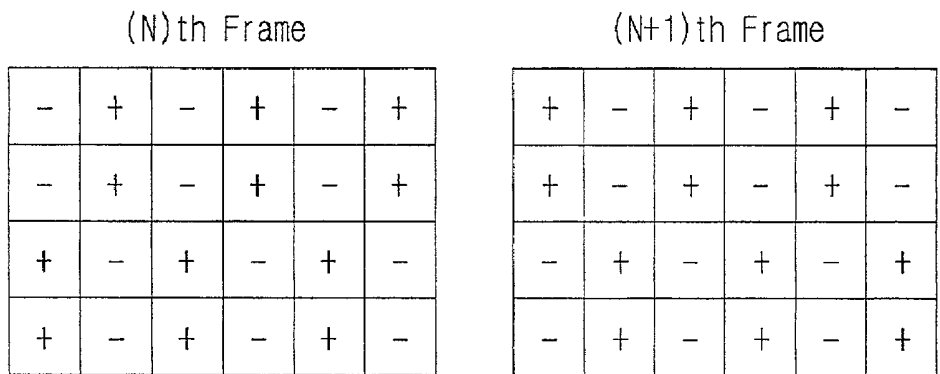 (N)th Frame
− + − + − +
− + − + − +
+ − + − + −
+ − + − + −
(N+1)th Frame
+ − + − + −
+ − + − + −
− + − + − +
− + − + − +